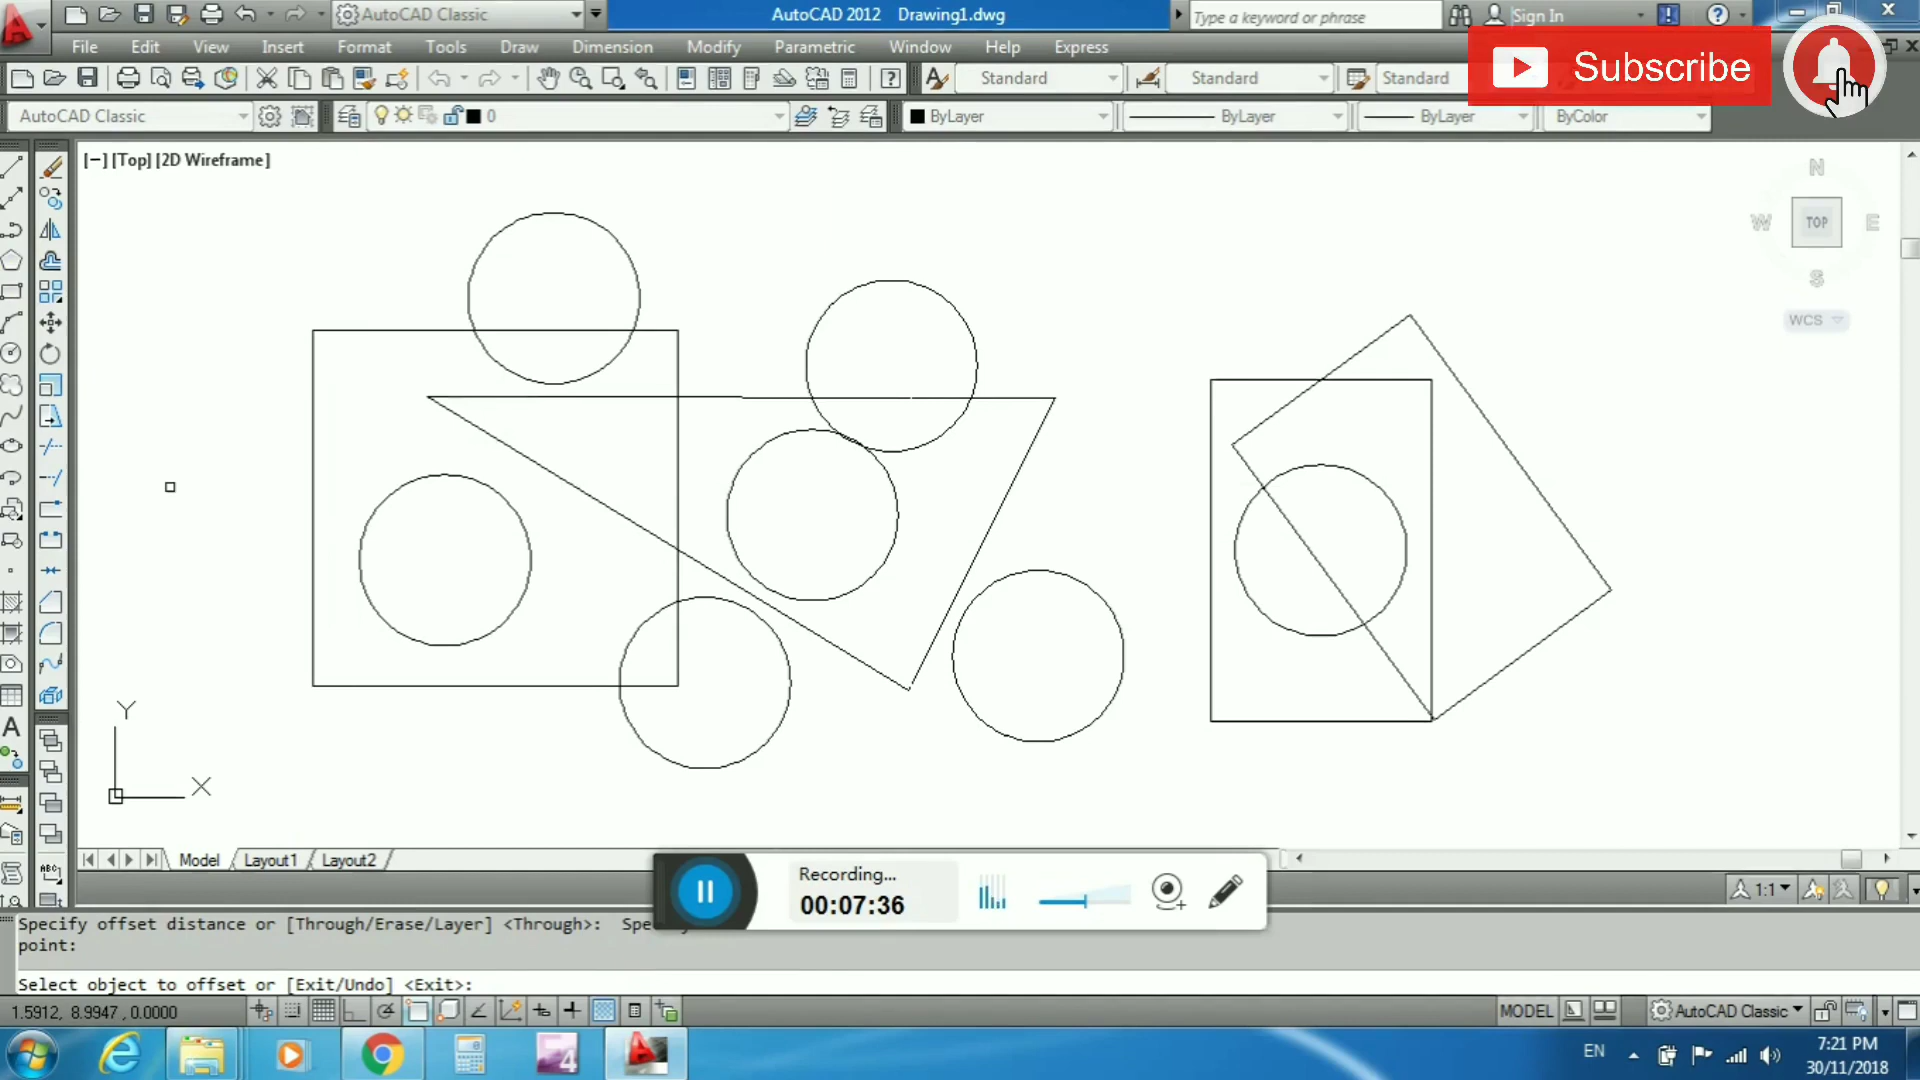 AutoCAD Classic
AutoCAD 2012 Drawing1.dwg
Type a keyword or phrase
Sign In
File Edit View Insert Format Tools Draw Dimension Modify Parametric Window Help Express
Subscribe
Standard
Standard
Standard
AutoCAD Classic
0
ByLayer
ByLayer
ByLayer
ByColor
[−] [Top] [2D Wireframe]
N
W
TOP
E
S
WCS
Y
X
Model Layout1 Layout2
Recording...
00:07:36
1:1
Specify offset distance or [Through/Erase/Layer] <Through>:
point:
Select object to offset or [Exit/Undo] <Exit>:
1.5912, 8.9947 , 0.0000
MODEL
AutoCAD Classic
EN
7:21 PM
30/11/2018